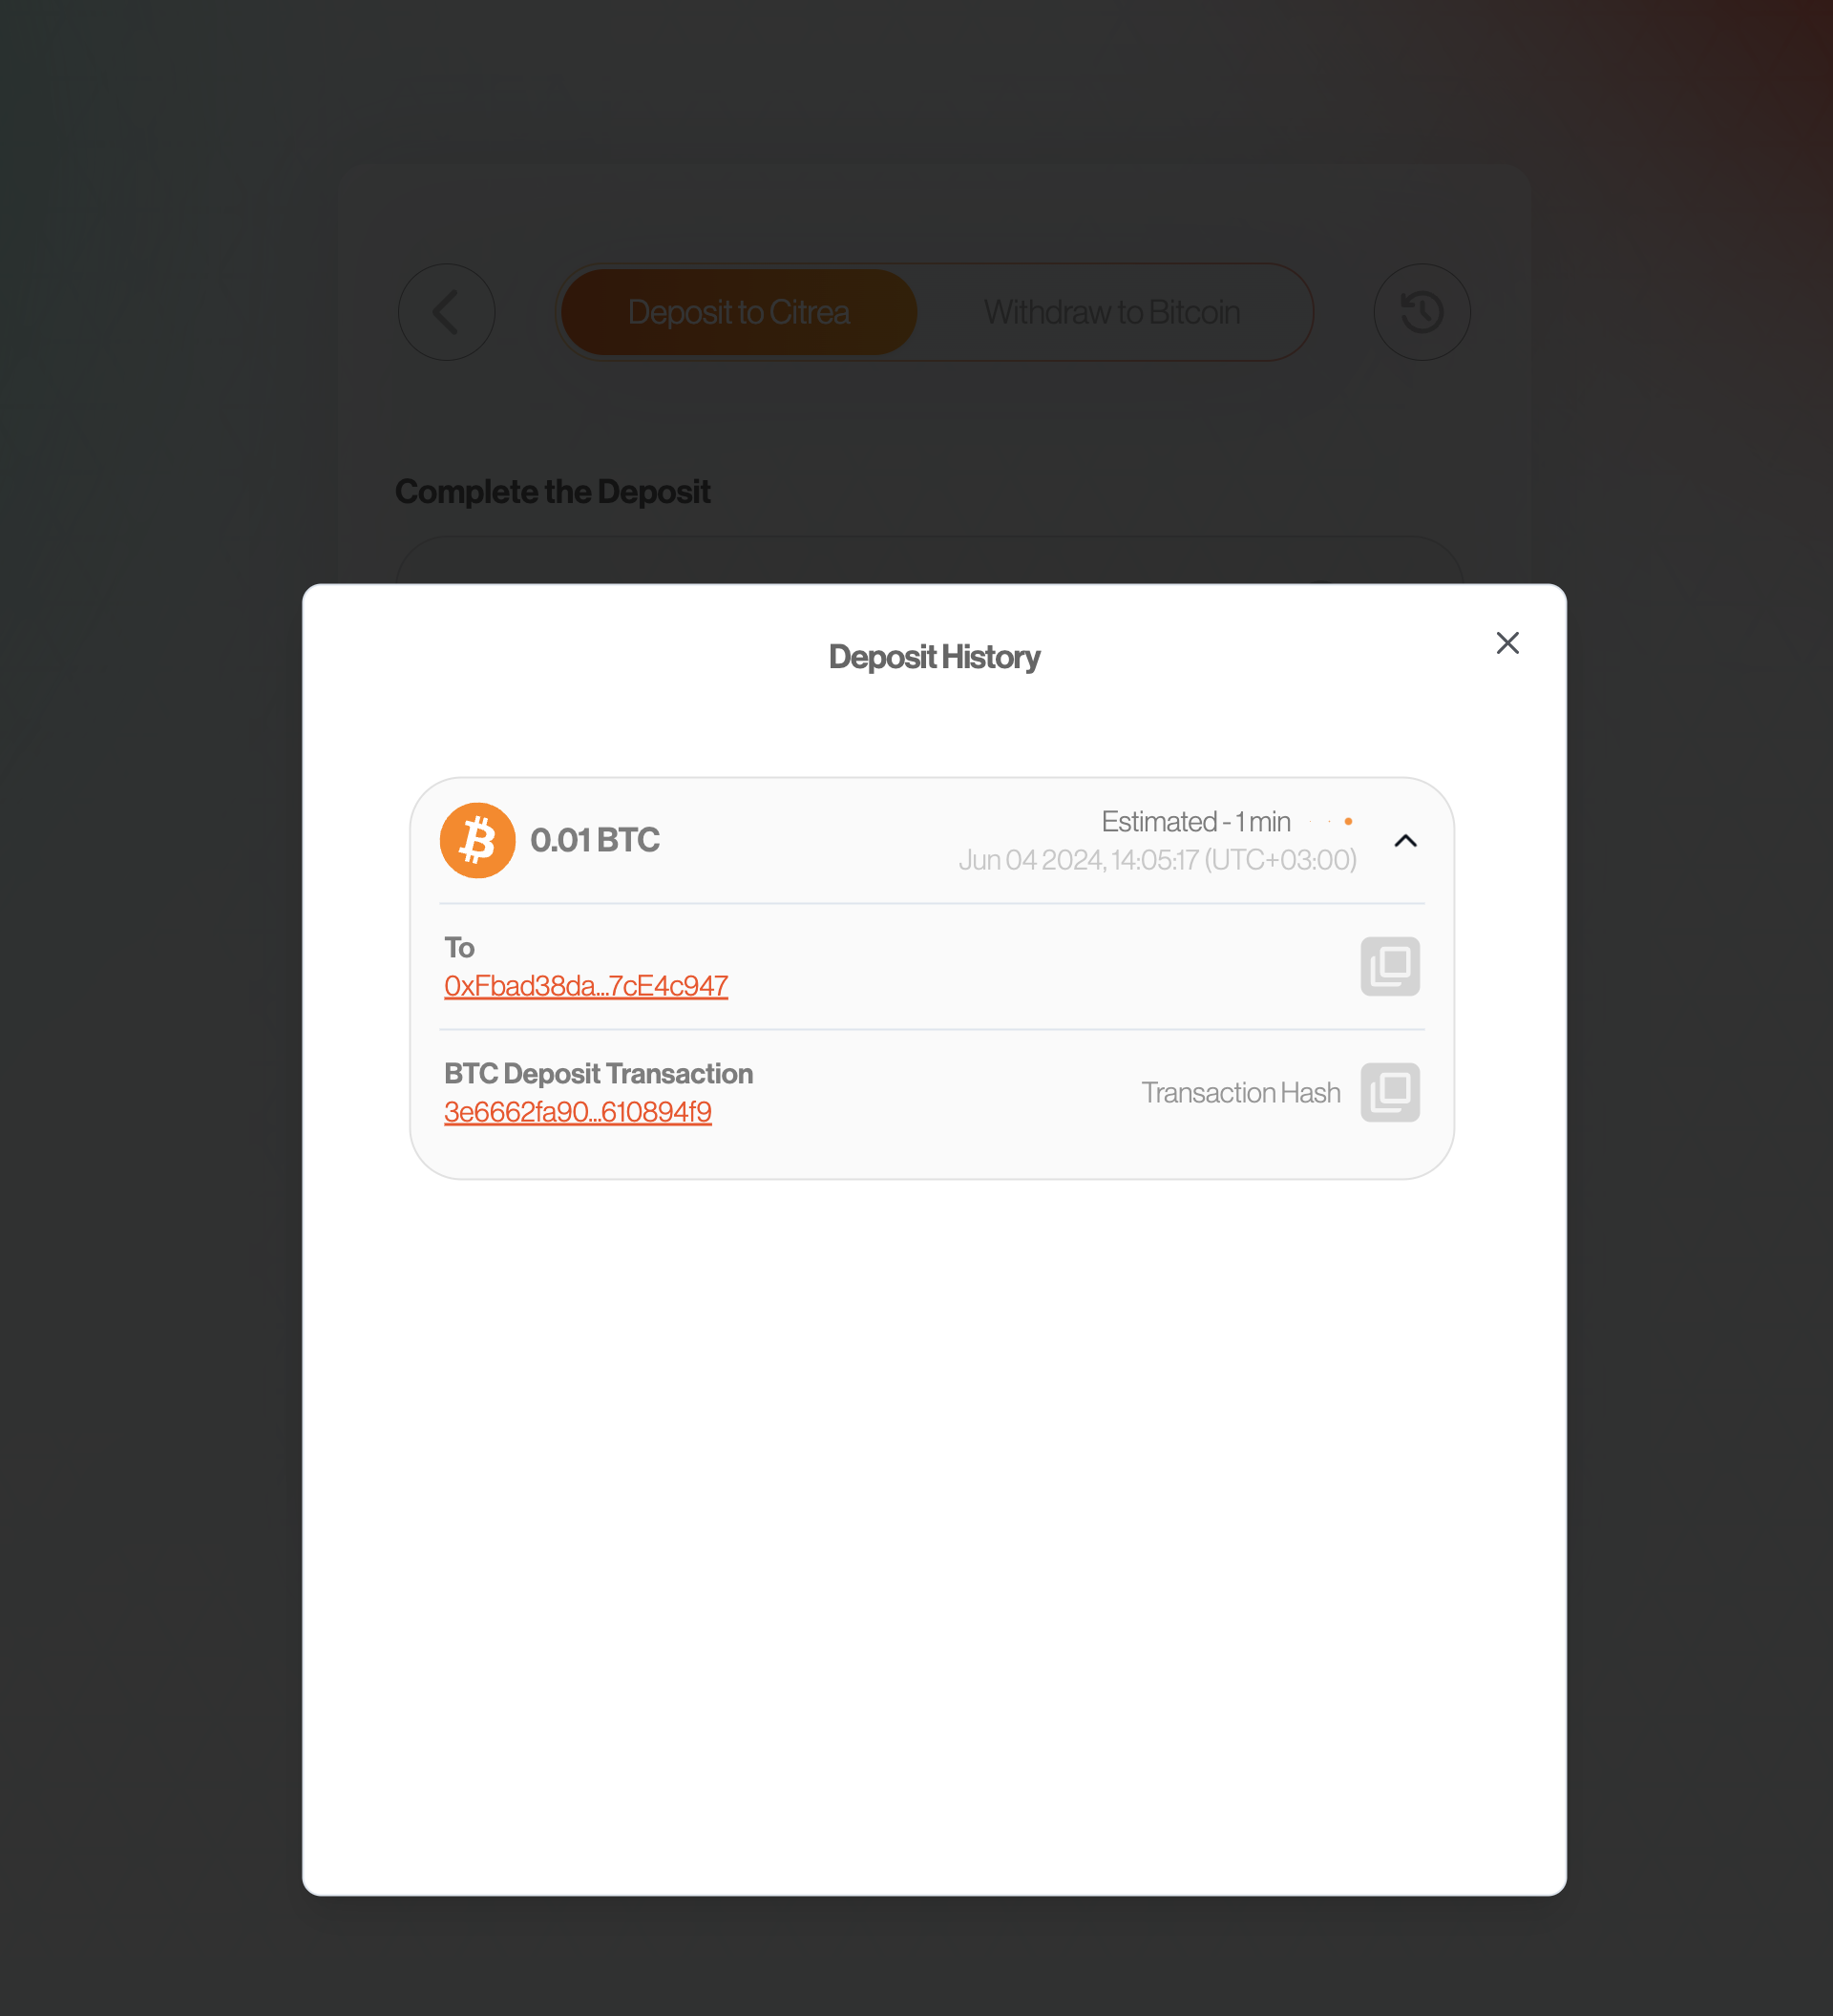 Deposit to Citrea
Withdraw to Bitcoin
Complete the Deposit
Deposit History
0.01 BTC
Estimated - 1 min
Jun 04 2024, 14:05:17 (UTC+03:00)
To
0xFbad38da...7cE4c947
BTC Deposit Transaction
3e6662fa90...610894f9
Transaction Hash